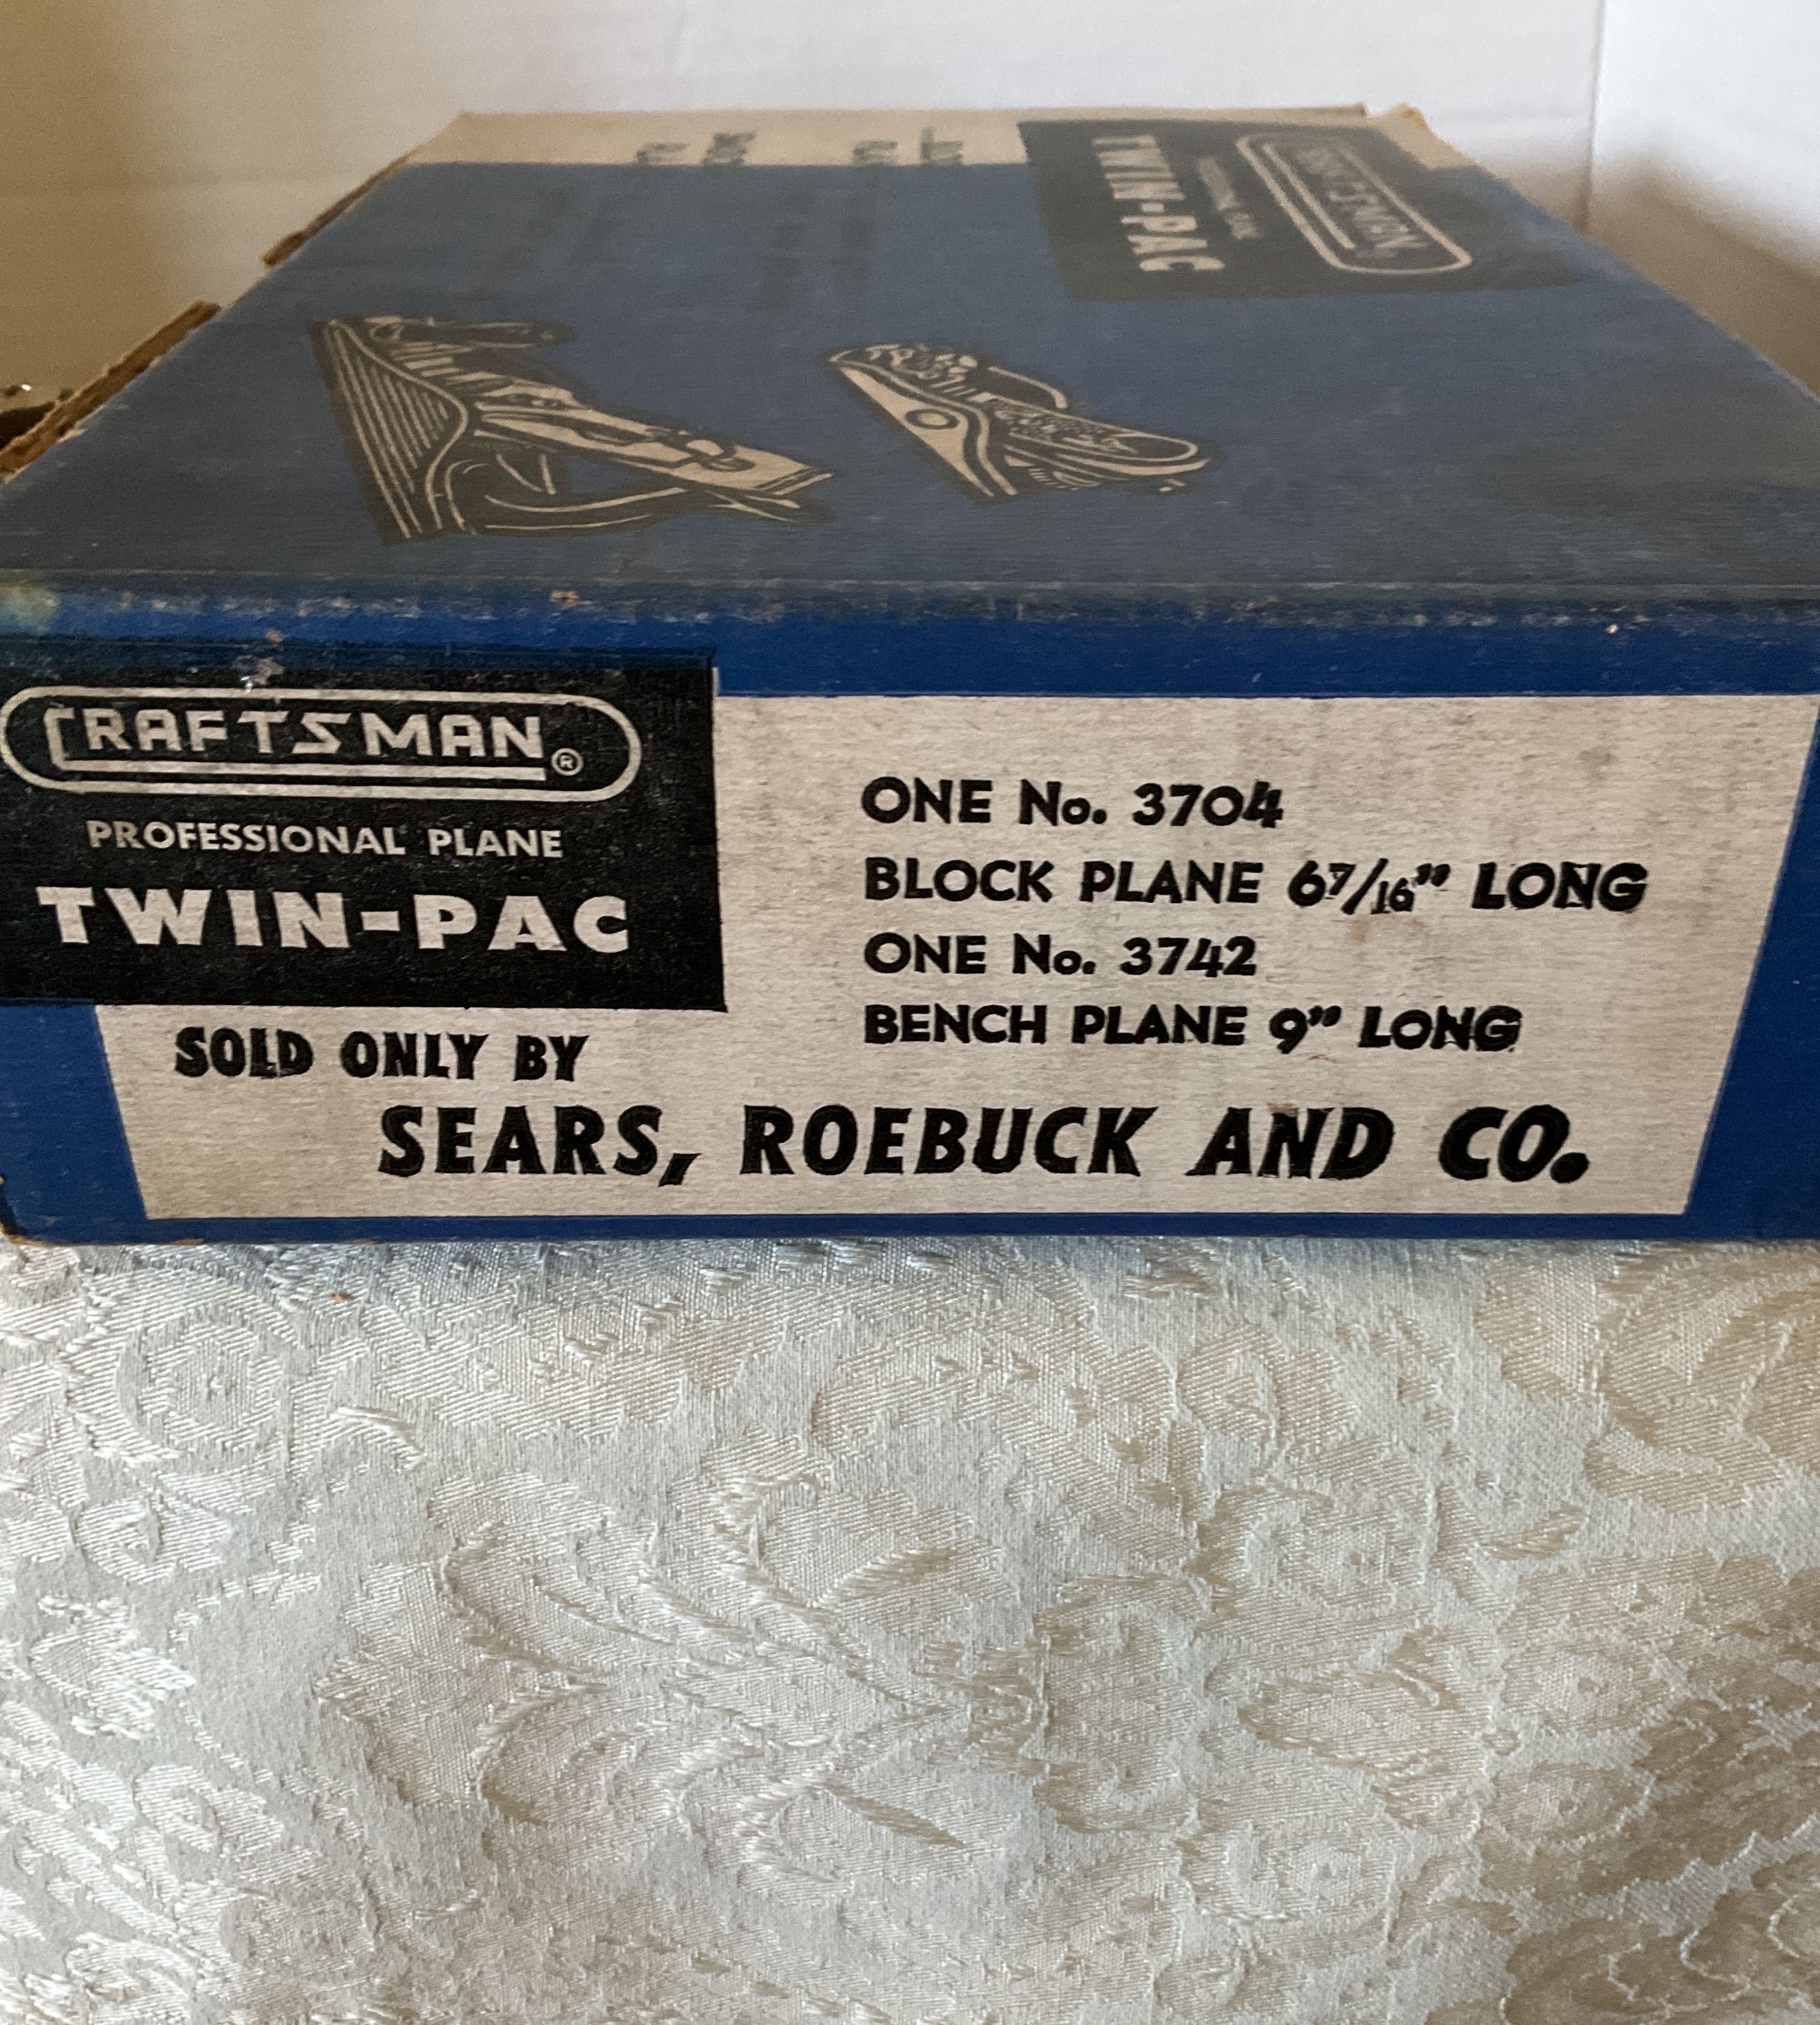 CRAFTSMAN
TWIN-PAC
CRAFTSMAN®
PROFESSIONAL PLANE
TWIN-PAC
SOLD ONLY BY
SEARS, ROEBUCK AND CO.
ONE No. 3704
BLOCK PLANE 6 7/16" LONG
ONE No. 3742
BENCH PLANE 9" LONG